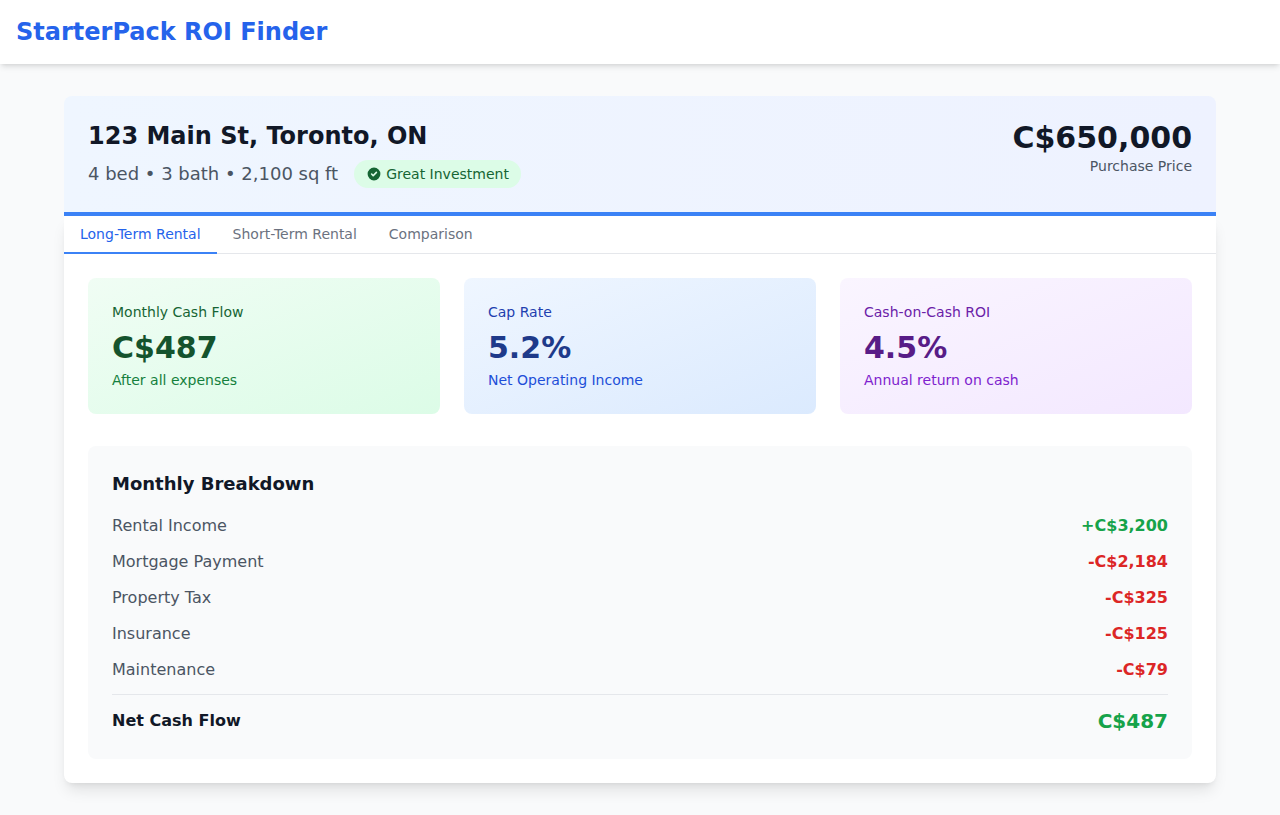 StarterPack ROI Finder
123 Main St, Toronto, ON
C$650,000
4 bed • 3 bath • 2,100 sq ft Great Investment
Purchase Price
Long-Term Rental Short-Term Rental Comparison
Monthly Cash Flow
C$487
After all expenses
Cap Rate
5.2%
Net Operating Income
Cash-on-Cash ROI
4.5%
Annual return on cash
Monthly Breakdown
Rental Income +C$3,200
Mortgage Payment -C$2,184
Property Tax -C$325
Insurance -C$125
Maintenance -C$79
Net Cash Flow C$487